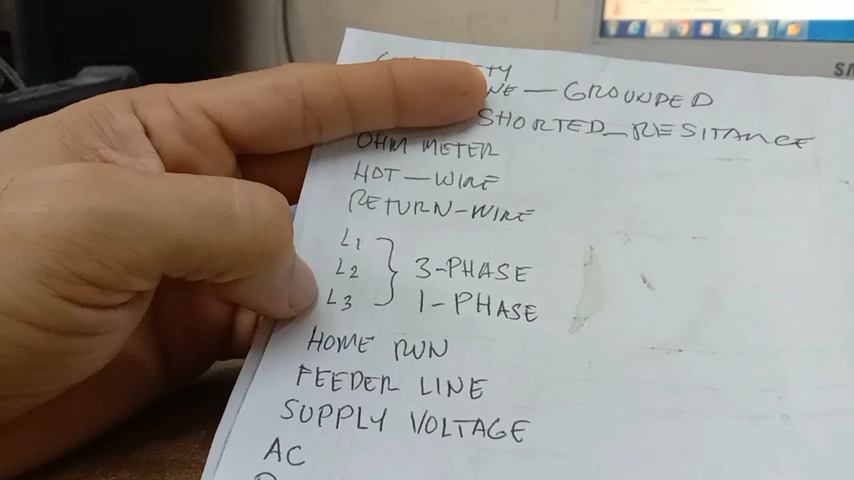 NE — GROUNDED
SHORTED_RESITANCE
OHM METER
HOT-WIRE
RETURN-WIRE
L1
L2 } 3-PHASE
L3 1-PHASE
HOME RUN
FEEDER LINE
SUPPLY VOLTAGE
AC